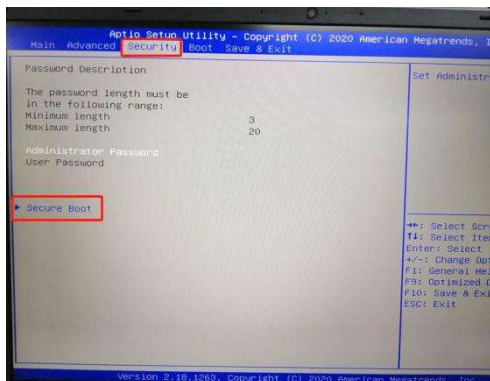 Aptio Setup Utility – Copyright (C) 2020 American Megatrends, I
Main Advanced Security Boot Save & Exit
Password Description
Set Administr
The password length must be
in the following range:
Minimum length 3
Maximum length 20
Administrator Password
User Password
Secure Boot
: Select Scr
: Select Ite
Enter: Select
+/-: Change Opt
F1: General Hel
F9: Optimized D
F10: Save & Exi
ESC: Exit
Version 2.18.1263. Copyright (C) 2020 American Megatrends, Inc.